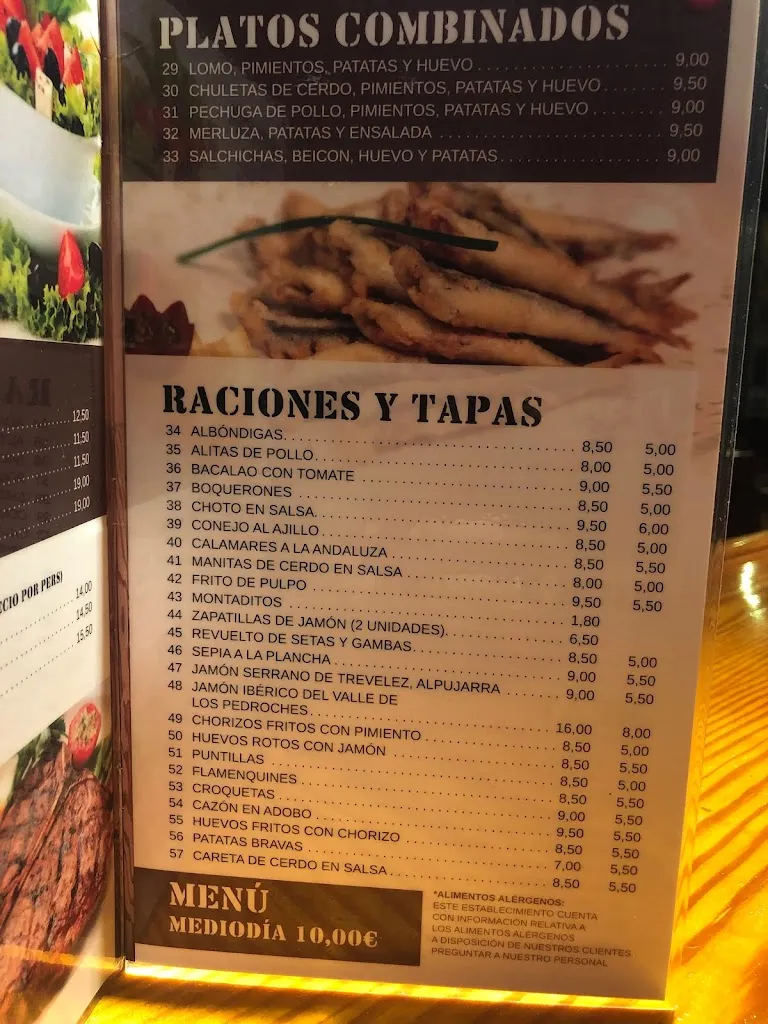 12,50
11,50
11,50
19,00
19,00
ECIO POR PERS
14,00
14,50
15,50
PLATOS COMBINADOS
29 LOMO, PIMIENTOS, PATATAS Y HUEVO 9,00
30 CHULETAS DE CERDO, PIMIENTOS, PATATAS Y HUEVO 9,50
31 PECHUGA DE POLLO, PIMIENTOS, PATATAS Y HUEVO 9,00
32 MERLUZA, PATATAS Y ENSALADA 9,50
33 SALCHICHAS, BEICON, HUEVO Y PATATAS 9,00
RACIONES Y TAPAS
34 ALBÓNDIGAS 8,50 5,00
35 ALITAS DE POLLO 8,00 5,00
36 BACALAO CON TOMATE 9,00 5,50
37 BOQUERONES 8,50 5,00
38 CHOTO EN SALSA 9,50 6,00
39 CONEJO AL AJILLO 8,50 5,00
40 CALAMARES A LA ANDALUZA 8,50 5,50
41 MANITAS DE CERDO EN SALSA 8,00 5,00
42 FRITO DE PULPO 9,50 5,50
43 MONTADITOS 1,80
44 ZAPATILLAS DE JAMÓN (2 UNIDADES) 6,50
45 REVUELTO DE SETAS Y GAMBAS 8,50 5,00
46 SEPIA A LA PLANCHA 9,00 5,50
47 JAMÓN SERRANO DE TREVELEZ, ALPUJARRA 9,00 5,50
48 JAMÓN IBÉRICO DEL VALLE DE
LOS PEDROCHES 16,00 8,00
49 CHORIZOS FRITOS CON PIMIENTO 8,50 5,00
50 HUEVOS ROTOS CON JAMÓN 8,50 5,50
51 PUNTILLAS 8,50 5,00
52 FLAMENQUINES 8,50 5,50
53 CROQUETAS 9,00 5,50
54 CAZÓN EN ADOBO 9,50 5,50
55 HUEVOS FRITOS CON CHORIZO 8,50 5,50
56 PATATAS BRAVAS 7,00 5,50
57 CARETA DE CERDO EN SALSA 8,50 5,50
MENÚ
MEDIODÍA 10,00€
*ALIMENTOS ALÉRGENOS:
ESTE ESTABLECIMIENTO CUENTA
CON INFORMACIÓN RELATIVA A
LOS ALIMENTOS ALÉRGENOS
A DISPOSICIÓN DE NUESTROS CLIENTES.
PREGUNTAR A NUESTRO PERSONAL